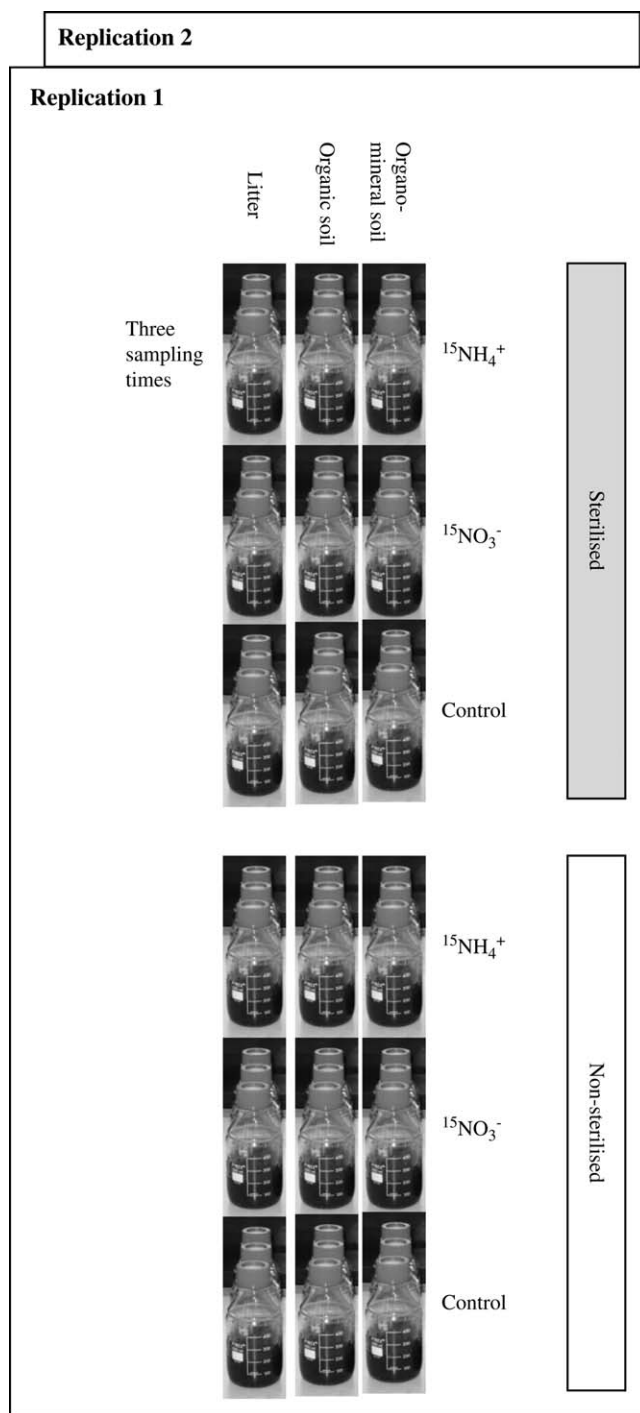 Replication 2
Replication 1
Litter
Organic soil
Organo-
mineral soil
Three
sampling
times
¹⁵NH₄⁺
¹⁵NO₃⁻
Control
Sterilised
¹⁵NH₄⁺
¹⁵NO₃⁻
Control
Non-sterilised